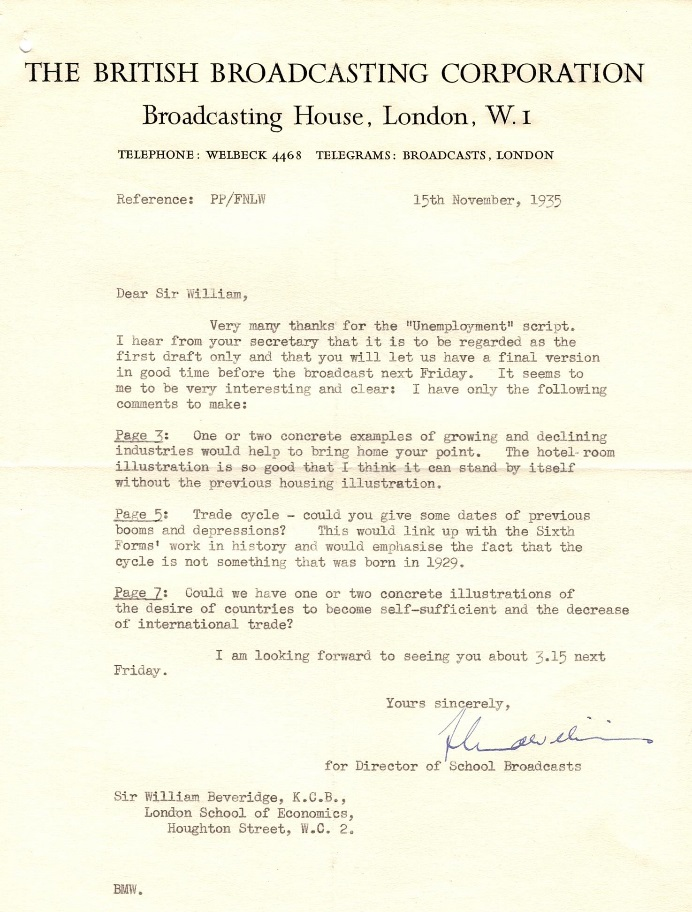 THE BRITISH BROADCASTING CORPORATION
Broadcasting House, London, W.1
TELEPHONE: WELBECK 4468 TELEGRAMS: BROADCASTS, LONDON
Reference: PP/FNLW 15th November, 1935
Dear Sir William,
Very many thanks for the "Unemployment" script.
I hear from your secretary that it is to be regarded as the
first draft only and that you will let us have a final version
in good time before the broadcast next Friday. It seems to
me to be very interesting and clear: I have only the following
comments to make:
Page 3: One or two concrete examples of growing and declining
industries would help to bring home your point. The hotel-room
illustration is so good that I think it can stand by itself
without the previous housing illustration.
Page 5: Trade cycle - could you give some dates of previous
booms and depressions? This would link up with the Sixth
Forms' work in history and would emphasise the fact that the
cycle is not something that was born in 1929.
Page 7: Could we have one or two concrete illustrations of
the desire of countries to become self-sufficient and the decrease
of international trade?
I am looking forward to seeing you about 3.15 next
Friday.
Yours sincerely,
for Director of School Broadcasts
Sir William Beveridge, K.C.B.,
London School of Economics,
Houghton Street, W.C. 2.
BMW.